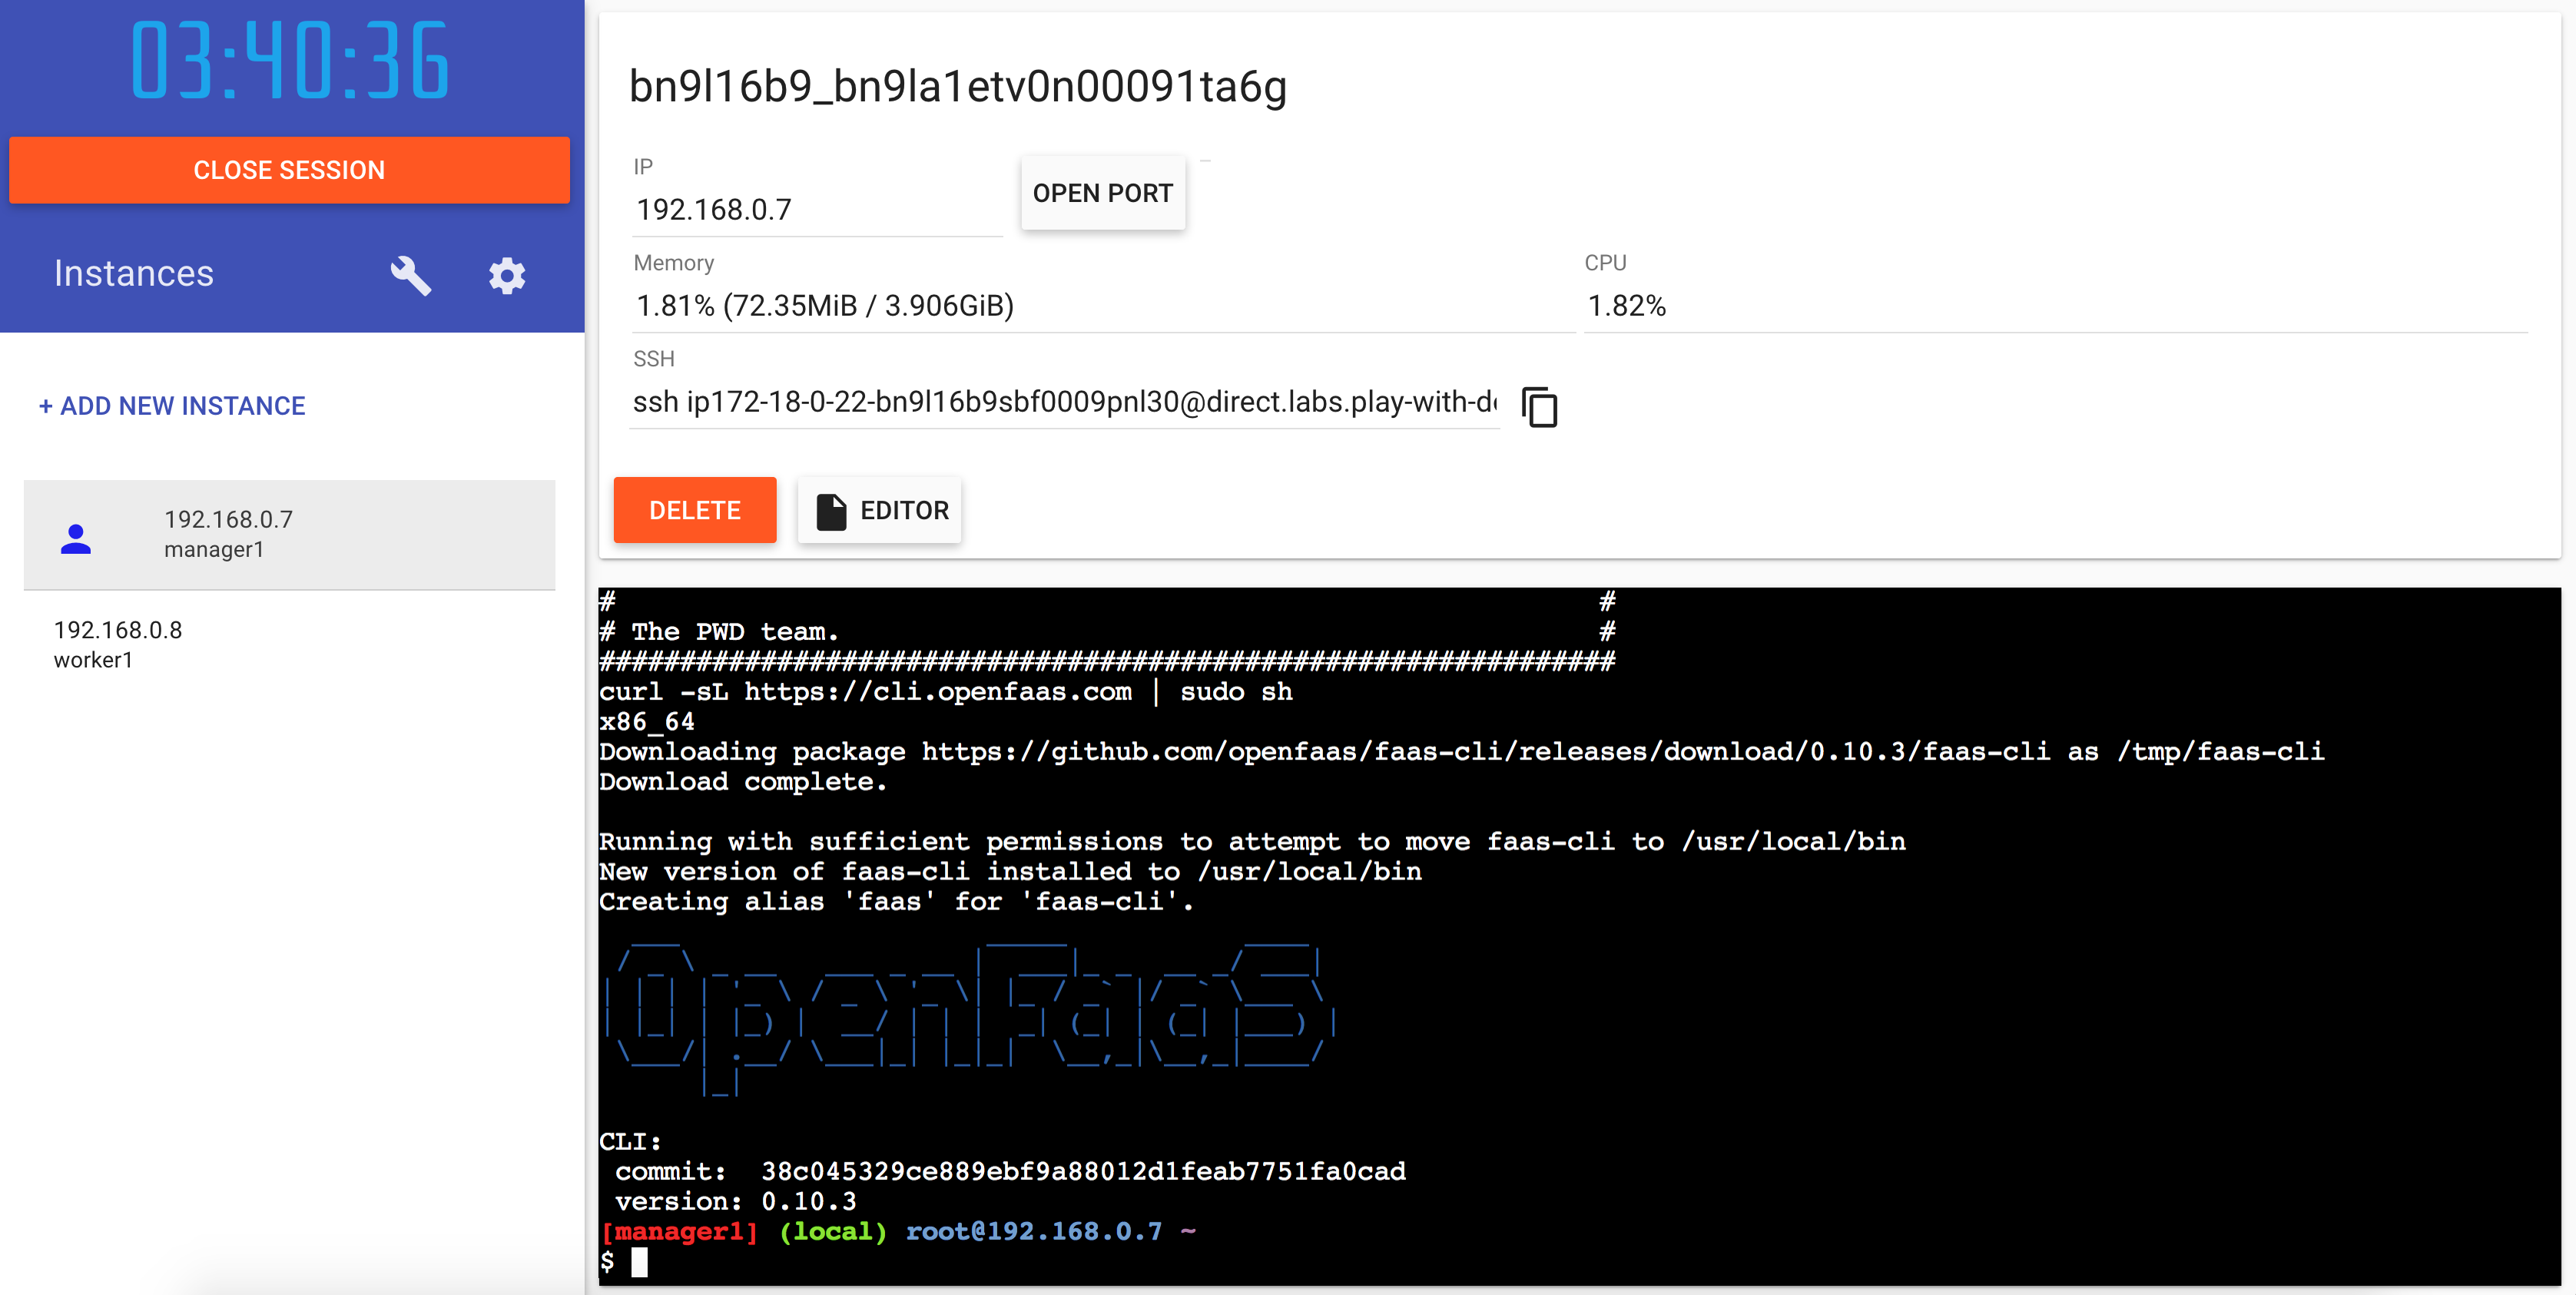 03:40:36
CLOSE SESSION
Instances
+ ADD NEW INSTANCE
192.168.0.7
manager1
192.168.0.8
worker1
bn9l16b9_bn9la1etv0n00091ta6g
IP
192.168.0.7
OPEN PORT
Memory
1.81% (72.35MiB / 3.906GiB)
CPU
1.82%
SSH
ssh ip172-18-0-22-bn9l16b9sbf0009pnl30@direct.labs.play-with-d
DELETE
EDITOR
# #
# The PWD team. #
###############################################################
curl -sL https://cli.openfaas.com | sudo sh
x86_64
Downloading package https://github.com/openfaas/faas-cli/releases/download/0.10.3/faas-cli as /tmp/faas-cli
Download complete.
Running with sufficient permissions to attempt to move faas-cli to /usr/local/bin
New version of faas-cli installed to /usr/local/bin
Creating alias 'faas' for 'faas-cli'.
OpenFaaS
CLI:
commit: 38c045329ce889ebf9a88012d1feab7751fa0cad
version: 0.10.3
[manager1] (local) root@192.168.0.7 ~
$